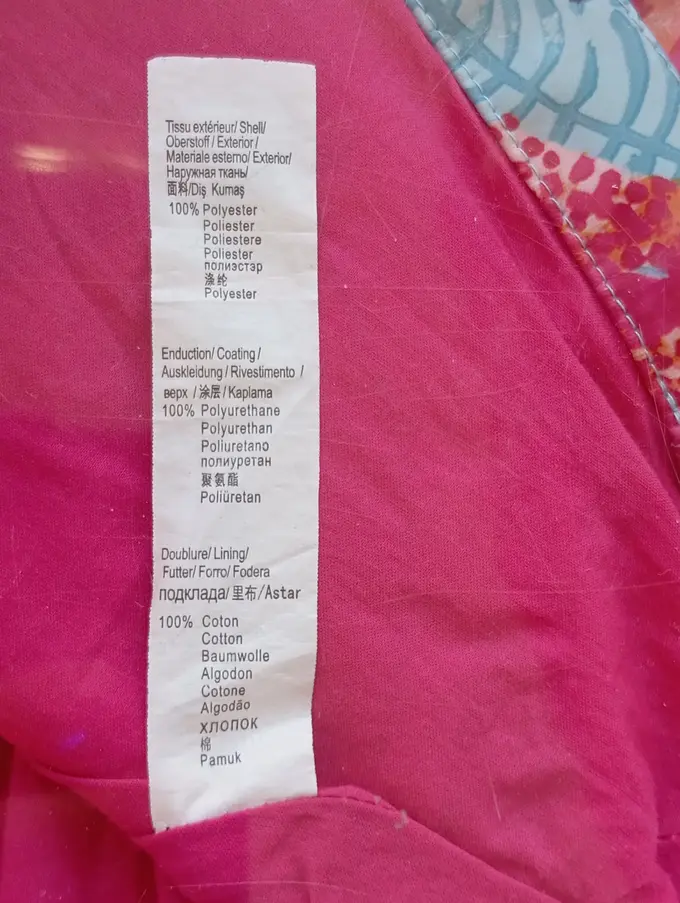 Tissu extérieur/ Shell/
Oberstoff / Exterior /
Materiale esterno/ Exterior/
Наружная ткань/
面料/Dış Kumaş
100% Polyester
Poliester
Poliestere
Poliester
полиэстэр
涤纶
Polyester
Enduction/ Coating /
Auskleidung / Rivestimento /
верх / 涂层 / Kaplama
100% Polyurethane
Polyurethan
Poliuretano
полиуретан
聚氨酯
Poliüretan
Doublure/ Lining/
Futter/ Forro/ Fodera
подклада/ 里布/Astar
100% Coton
Cotton
Baumwolle
Algodon
Cotone
Algodão
хлопок
棉
Pamuk